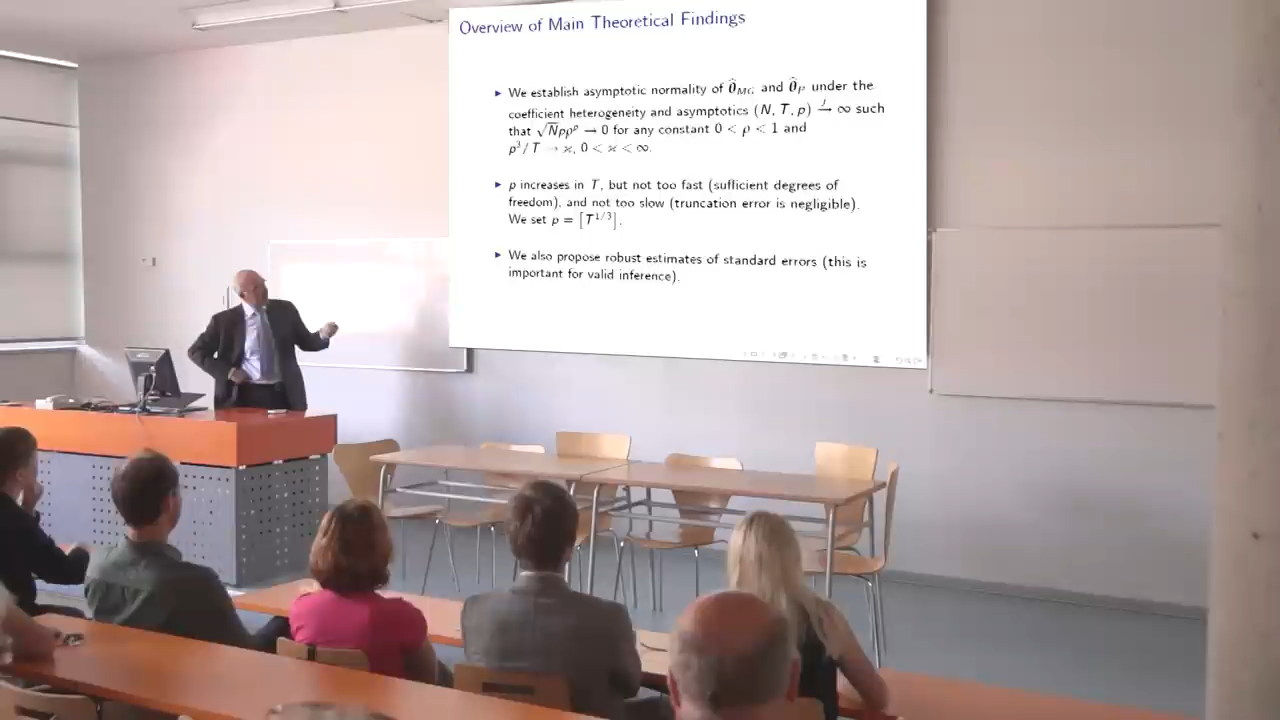 Overview of Main Theoretical Findings
► We establish asymptotic normality of θ̂_MG and θ̂_P under the
coefficient heterogeneity and asymptotics (N, T, p) →^j ∞ such
that √N pρ^p → 0 for any constant 0 < ρ < 1 and
p³/T → ϰ, 0 < ϰ < ∞.
► p increases in T, but not too fast (sufficient degrees of
freedom), and not too slow (truncation error is negligible).
We set p = [T^{1/3}].
► We also propose robust estimates of standard errors (this is
important for valid inference).